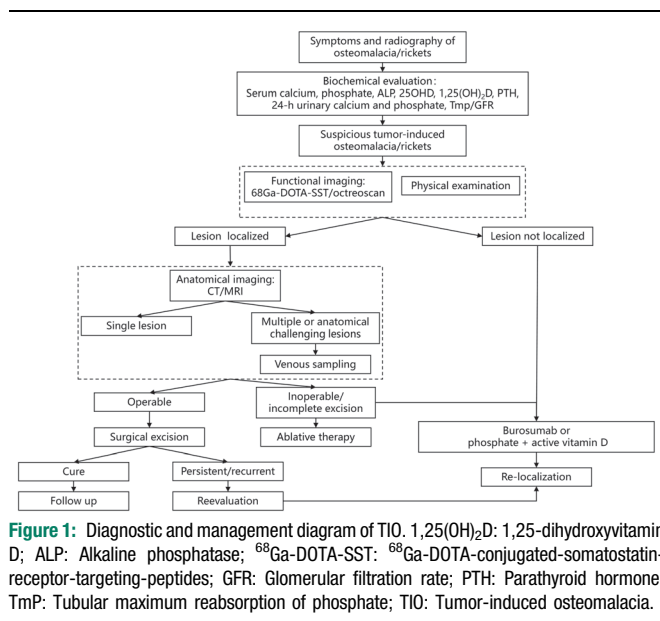 Symptoms and radiography of
osteomalacia/rickets
Biochemical evaluation:
Serum calcium, phosphate, ALP, 25OHD, 1,25(OH)₂D, PTH,
24-h urinary calcium and phosphate, Tmp/GFR
Suspicious tumor-induced
osteomalacia/rickets
Functional imaging:
68Ga-DOTA-SST/octreoscan
Physical examination
Lesion localized
Lesion not localized
Anatomical imaging:
CT/MRI
Single lesion
Multiple or anatomical
challenging lesions
Venous sampling
Operable
Inoperable/
incomplete excision
Surgical excision
Ablative therapy
Burosumab or
phosphate + active vitamin D
Cure
Persistent/recurrent
Re-localization
Follow up
Reevaluation
Figure 1: Diagnostic and management diagram of TIO. 1,25(OH)₂D: 1,25-dihydroxyvitamin
D; ALP: Alkaline phosphatase; ⁶⁸Ga-DOTA-SST: ⁶⁸Ga-DOTA-conjugated-somatostatin-
receptor-targeting-peptides; GFR: Glomerular filtration rate; PTH: Parathyroid hormone
TmP: Tubular maximum reabsorption of phosphate; TIO: Tumor-induced osteomalacia.